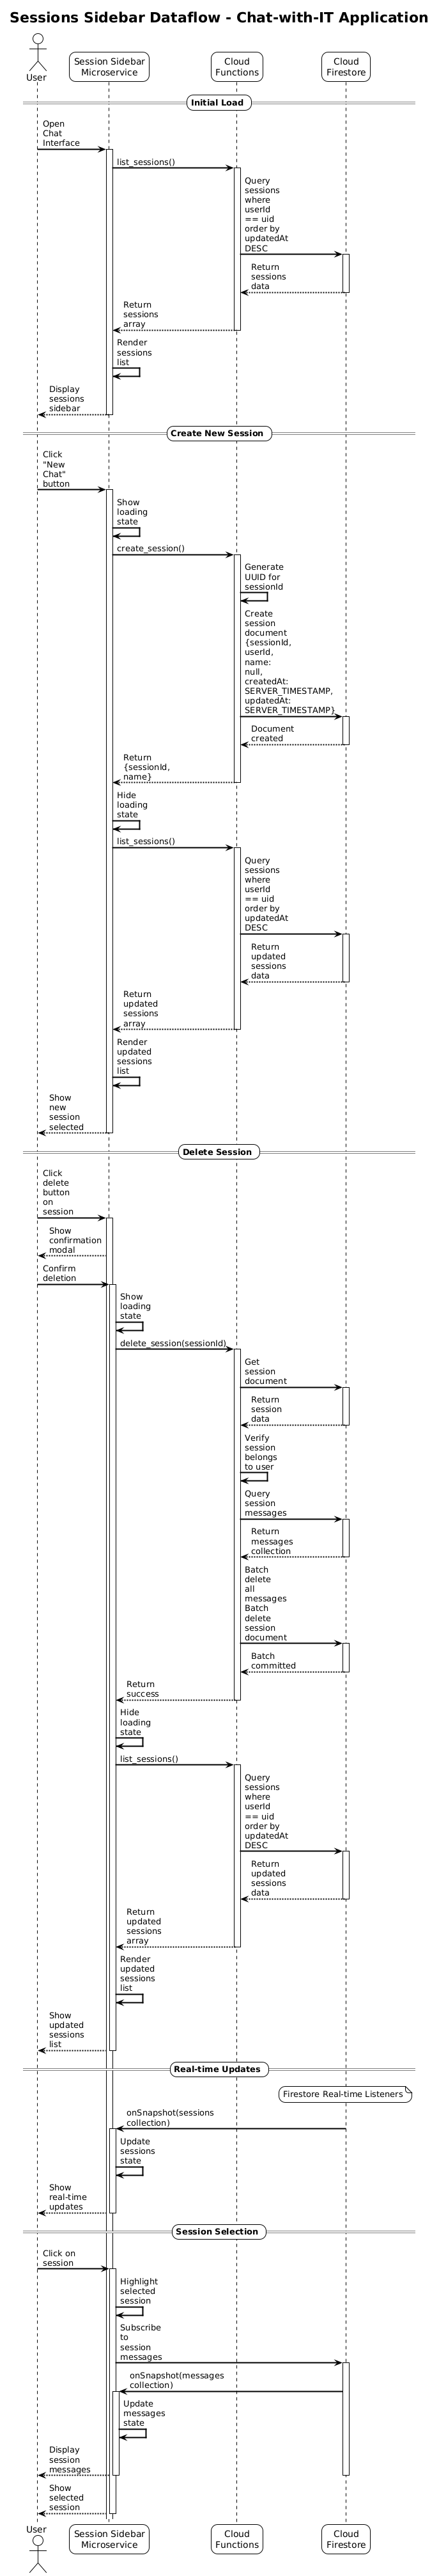 Sessions Sidebar Dataflow - Chat-with-IT Application
User
Session Sidebar
Microservice
Cloud
Functions
Cloud
Firestore
Initial Load
Open
Chat
Interface
list_sessions()
Query
sessions
where
userId
== uid
order by
updatedAt
DESC
Return
sessions
data
Return
sessions
array
Render
sessions
list
Display
sessions
sidebar
Create New Session
Click
"New
Chat"
button
Show
loading
state
create_session()
Generate
UUID for
sessionId
Create
session
document
{sessionId,
userId,
name:
null,
createdAt:
SERVER_TIMESTAMP,
updatedAt:
SERVER_TIMESTAMP}
Document
created
Return
{sessionId,
name}
Hide
loading
state
list_sessions()
Query
sessions
where
userId
== uid
order by
updatedAt
DESC
Return
updated
sessions
data
Return
updated
sessions
array
Render
updated
sessions
list
Show
new
session
selected
Delete Session
Click
delete
button
on
session
Show
confirmation
modal
Confirm
deletion
Show
loading
state
delete_session(sessionId)
Get
session
document
Return
session
data
Verify
session
belongs
to user
Query
session
messages
Return
messages
collection
Batch
delete
all
messages
Batch
delete
session
document
Batch
committed
Return
success
Hide
loading
state
list_sessions()
Query
sessions
where
userId
== uid
order by
updatedAt
DESC
Return
updated
sessions
data
Return
updated
sessions
array
Render
updated
sessions
list
Show
updated
sessions
list
Real-time Updates
Firestore Real-time Listeners
onSnapshot(sessions
collection)
Update
sessions
state
Show
real-time
updates
Session Selection
Click on
session
Highlight
selected
session
Subscribe
to
session
messages
onSnapshot(messages
collection)
Update
messages
state
Display
session
messages
Show
selected
session
User
Session Sidebar
Microservice
Cloud
Functions
Cloud
Firestore